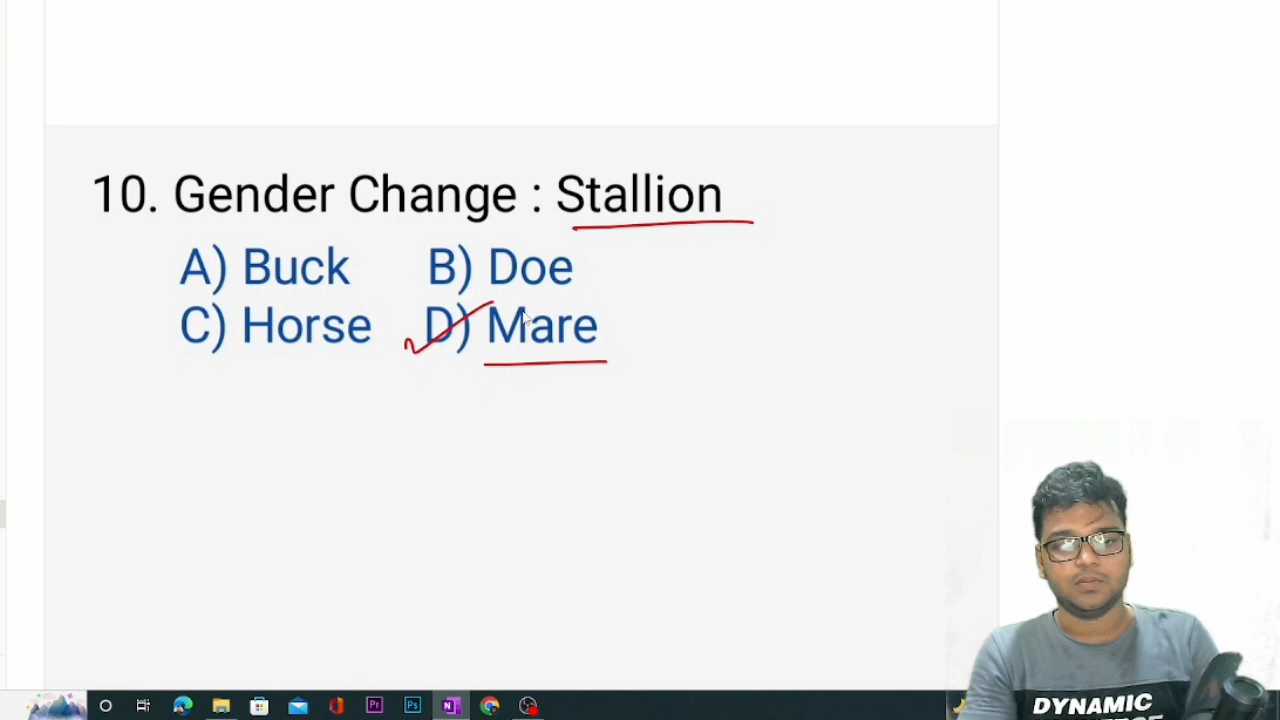 10. Gender Change : Stallion
A) Buck B) Doe
C) Horse D) Mare
DYNAMIC